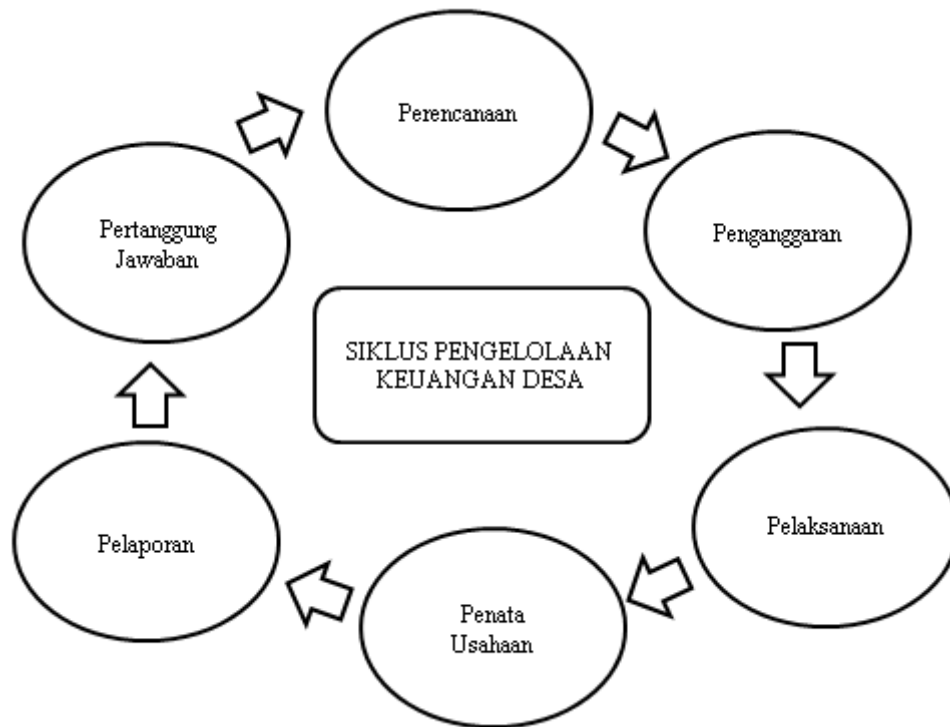 Perencanaan
Penganggaran
Pelaksanaan
Penata
Usahaan
Pelaporan
Pertanggung
Jawaban
SIKLUS PENGELOLAAN
KEUANGAN DESA